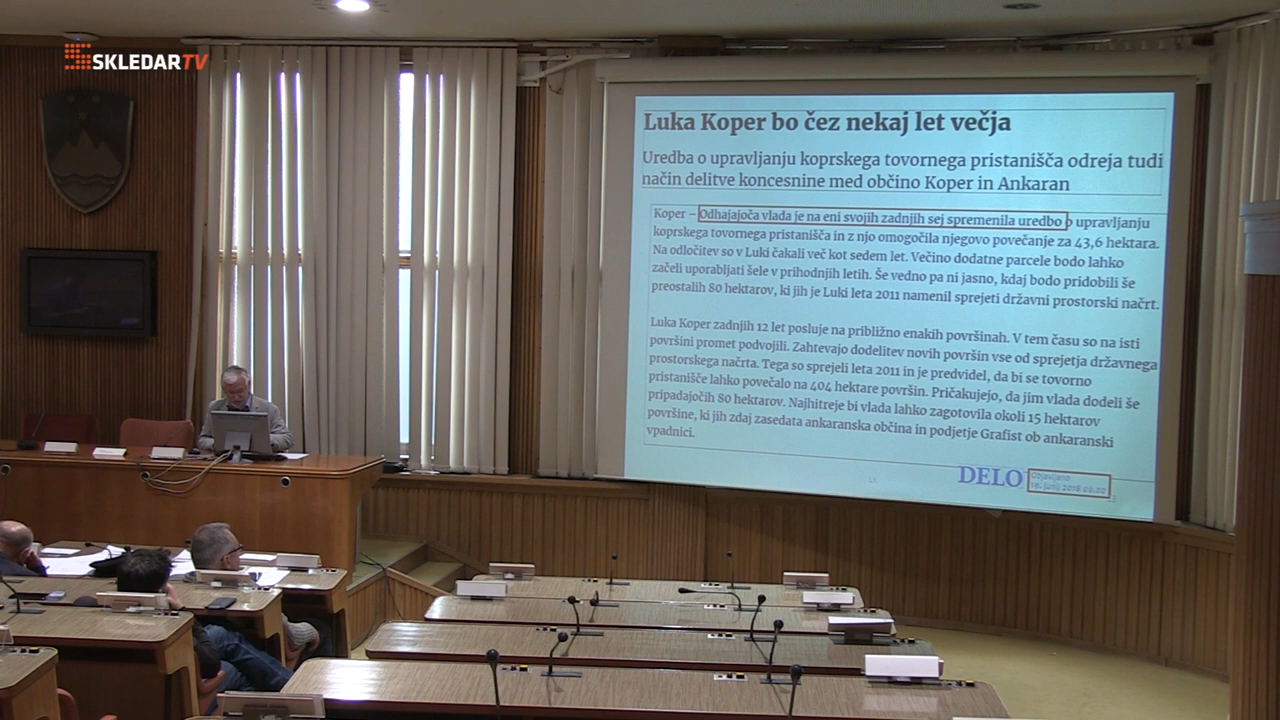 SKLEDARTV
Luka Koper bo čez nekaj let večja
Uredba o upravljanju koprskega tovornega pristanišča odreja tudi
način delitve koncesnine med občino Koper in Ankaran
Koper – Odhajajoča vlada je na eni svojih zadnjih sej spremenila uredbo o upravljanju
koprskega tovornega pristanišča in z njo omogočila njegovo povečanje za 43,6 hektara.
Na odločitev so v Luki čakali več kot sedem let. Večino dodatne parcele bodo lahko
začeli uporabljati šele v prihodnjih letih. Še vedno pa ni jasno, kdaj bodo pridobili še
preostalih 80 hektarov, ki jih je Luki leta 2011 namenil sprejeti državni prostorski načrt.
Luka Koper zadnjih 12 let posluje na približno enakih površinah. V tem času so na isti
površini promet podvojili. Zahtevajo dodelitev novih površin vse od sprejetja državnega
prostorskega načrta. Tega so sprejeli leta 2011 in je predvidel, da bi se tovorno
pristanišče lahko povečalo na 404 hektare površin. Pričakujejo, da jim vlada dodeli še
pripadajočih 80 hektarov. Najhitreje bi vlada lahko zagotovila okoli 15 hektarov
površine, ki jih zdaj zasedata ankaranska občina in podjetje Grafist ob ankaranski
vpadnici.
DELO
Objavljeno